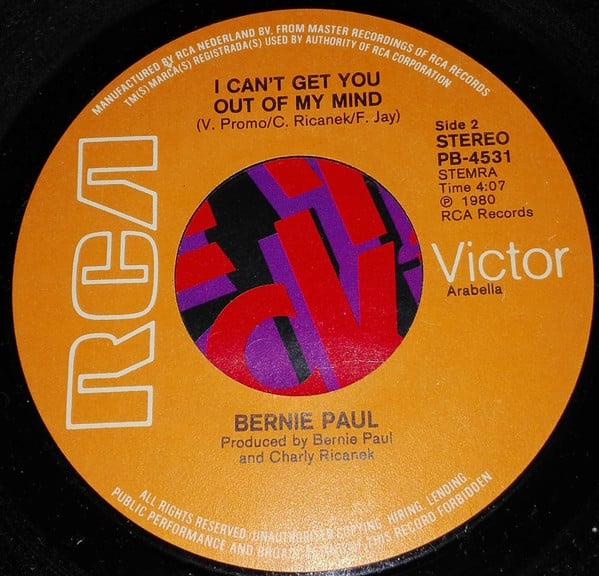 MANUFACTURED BY RCA NEDERLAND BV. FROM MASTER RECORDINGS OF RCA RECORDS
TM(S) MARCA(S) REGISTRADA(S) USED BY AUTHORITY OF RCA CORPORATION
I CAN'T GET YOU
OUT OF MY MIND
(V. Promo/C. Ricanek/F. Jay)
Side 2
STEREO
PB-4531
STEMRA
Time 4:07
℗ 1980
RCA Records
RCA
Victor
Arabella
BERNIE PAUL
Produced by Bernie Paul
and Charly Ricanek
ALL RIGHTS RESERVED. UNAUTHORISED COPYING, HIRING, LENDING
PUBLIC PERFORMANCE AND THIS RECORD FORBIDDEN